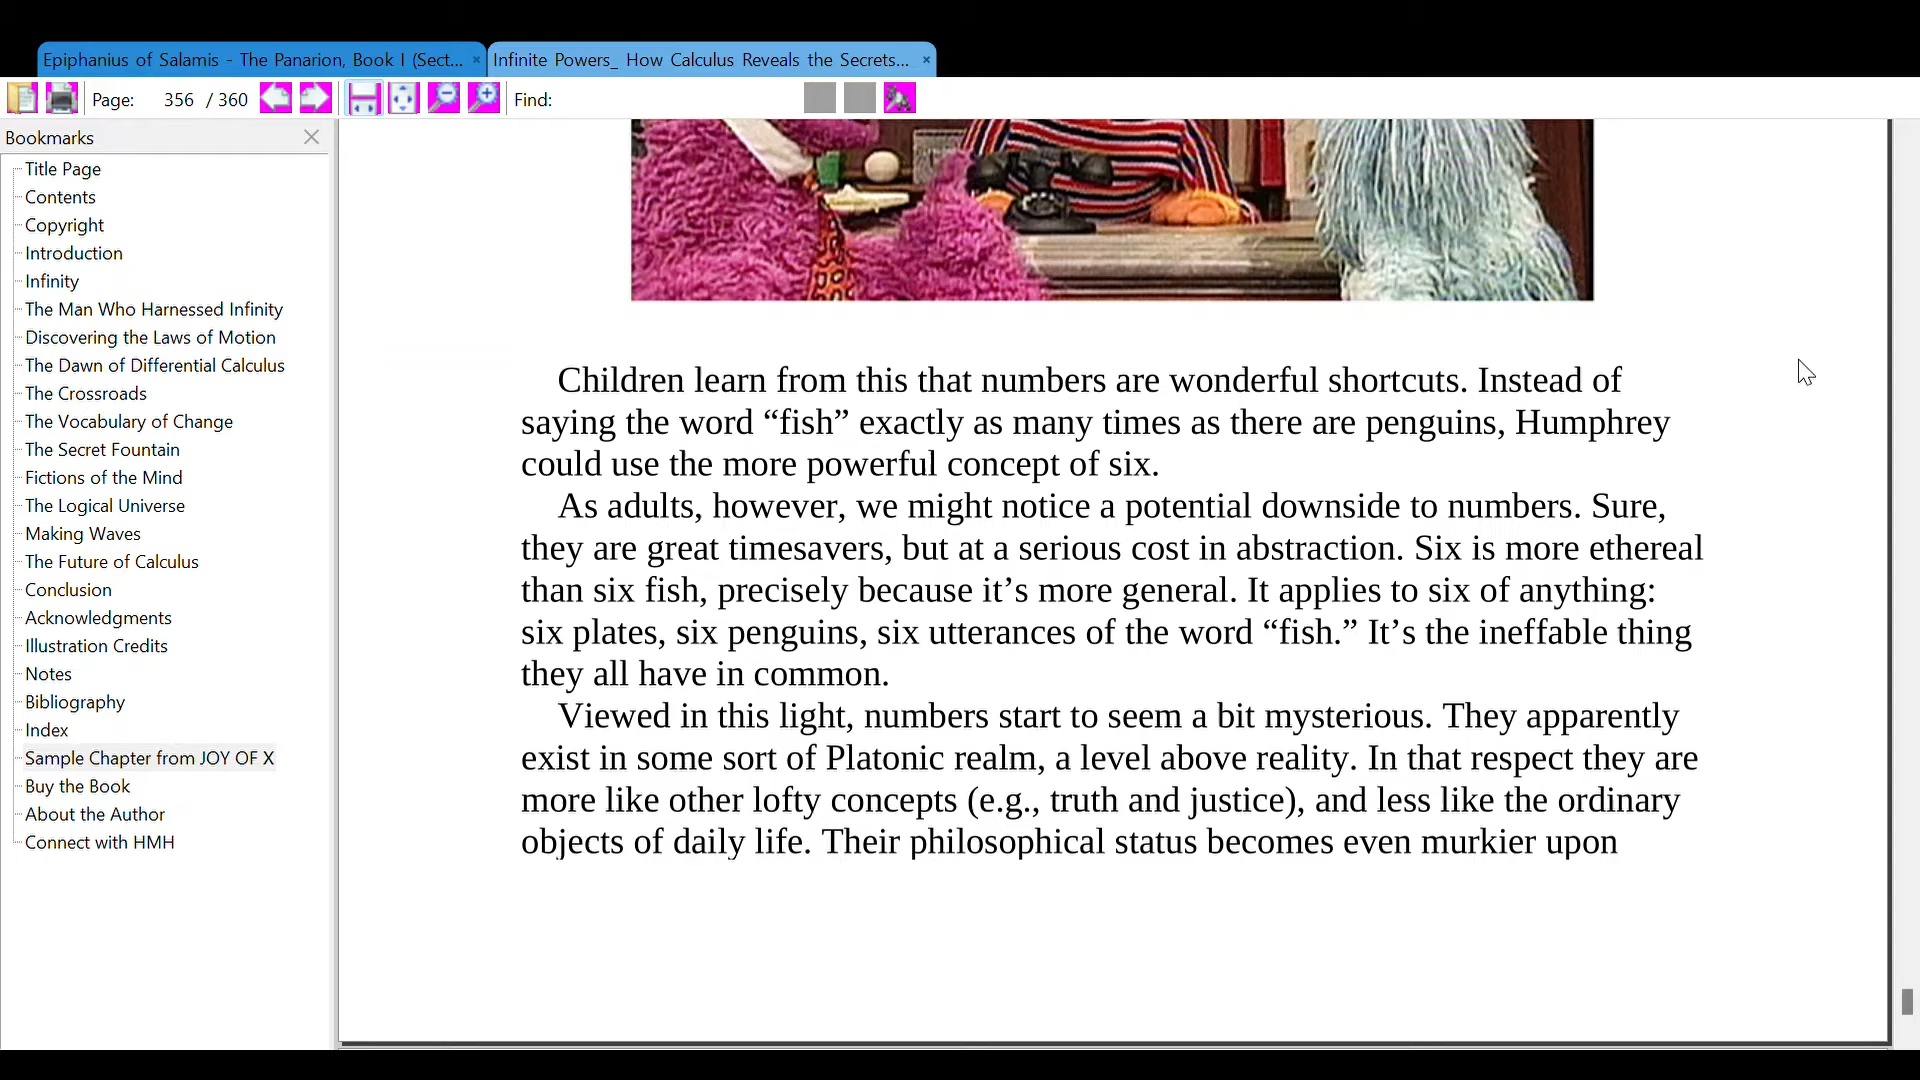 Epiphanius of Salamis - The Panarion, Book I (Sect...
Infinite Powers_ How Calculus Reveals the Secrets...
Page: 356 / 360
Find:
Bookmarks
Title Page
Contents
Copyright
Introduction
Infinity
The Man Who Harnessed Infinity
Discovering the Laws of Motion
The Dawn of Differential Calculus
The Crossroads
The Vocabulary of Change
The Secret Fountain
Fictions of the Mind
The Logical Universe
Making Waves
The Future of Calculus
Conclusion
Acknowledgments
Illustration Credits
Notes
Bibliography
Index
Sample Chapter from JOY OF X
Buy the Book
About the Author
Connect with HMH
Children learn from this that numbers are wonderful shortcuts. Instead of
saying the word “fish” exactly as many times as there are penguins, Humphrey
could use the more powerful concept of six.
As adults, however, we might notice a potential downside to numbers. Sure,
they are great timesavers, but at a serious cost in abstraction. Six is more ethereal
than six fish, precisely because it’s more general. It applies to six of anything:
six plates, six penguins, six utterances of the word “fish.” It’s the ineffable thing
they all have in common.
Viewed in this light, numbers start to seem a bit mysterious. They apparently
exist in some sort of Platonic realm, a level above reality. In that respect they are
more like other lofty concepts (e.g., truth and justice), and less like the ordinary
objects of daily life. Their philosophical status becomes even murkier upon